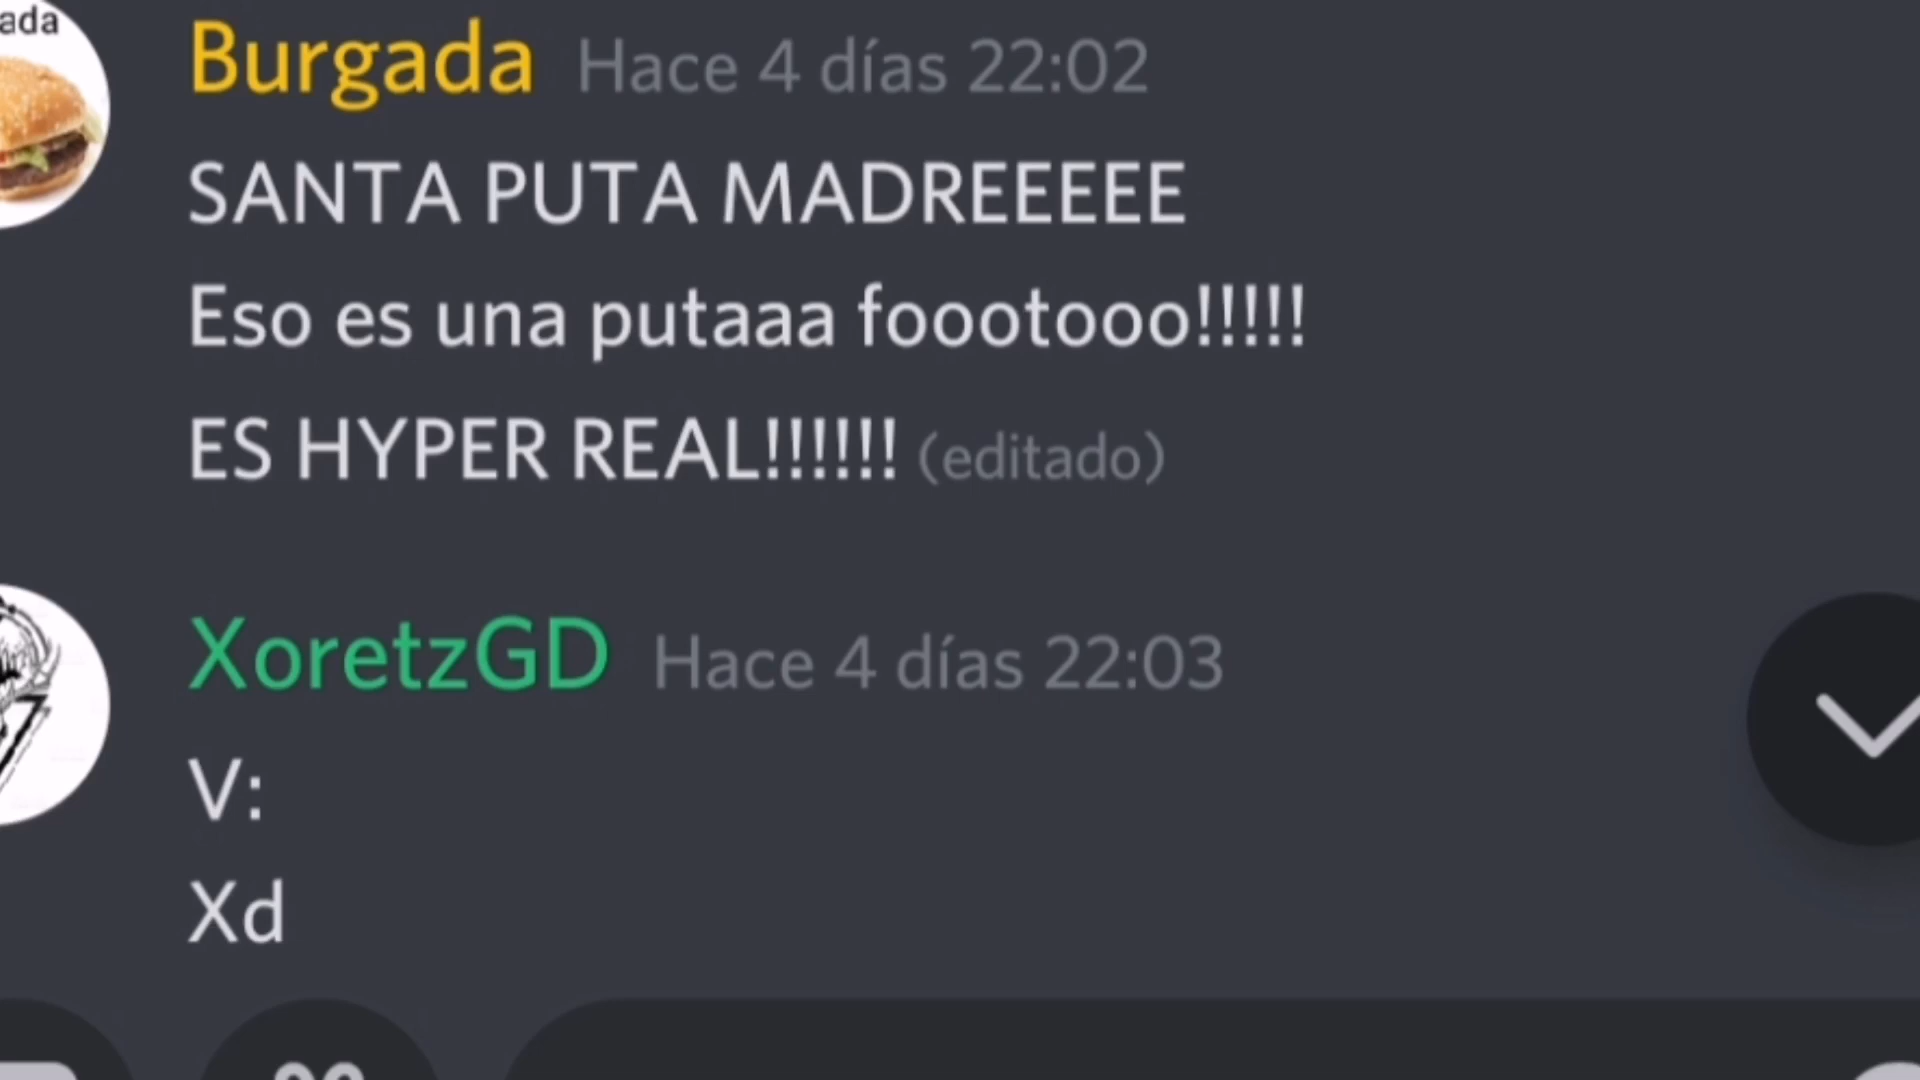 ada
Burgada Hace 4 días 22:02
SANTA PUTA MADREEEEE
Eso es una putaaa foootooo!!!!!
ES HYPER REAL!!!!!! (editado)
XoretzGD Hace 4 días 22:03
V:
Xd